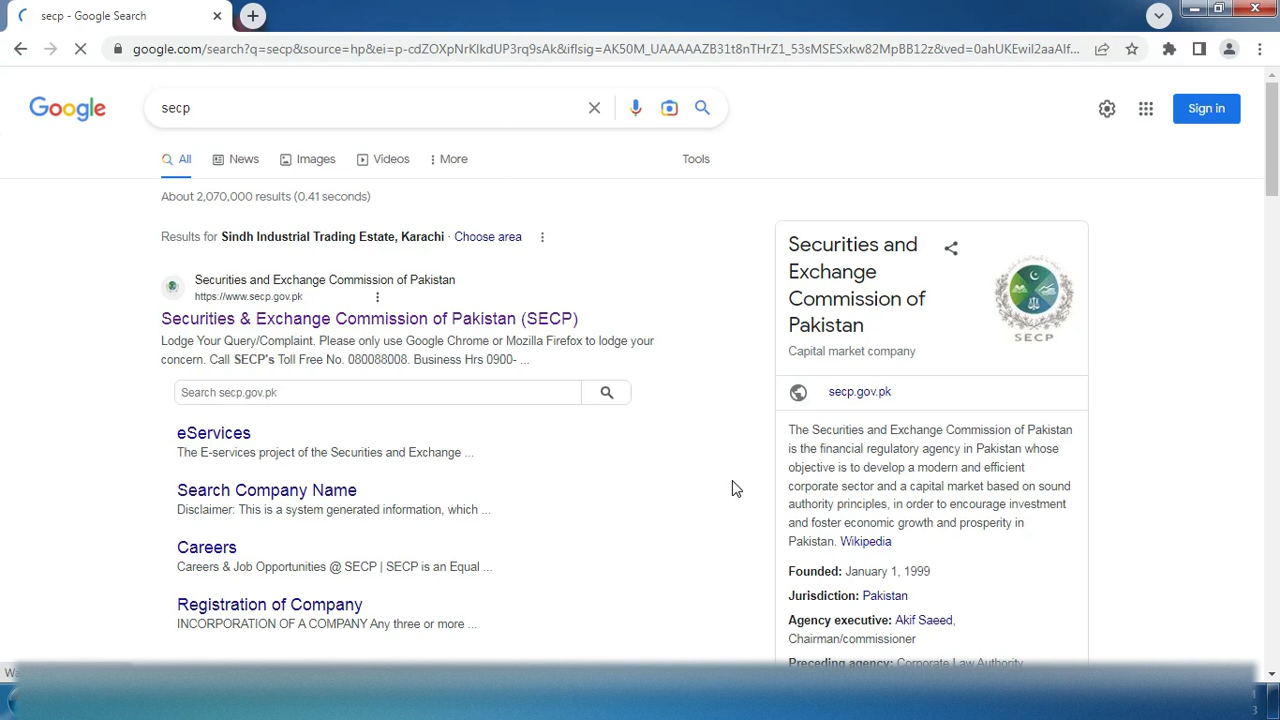 secp - Google Search
google.com/search?q=secp&source=hp&ei=p-cdZOXpNrKlkdUP3rq9sAk&iflsig=AK50M_UAAAAAZB31t8nTHrZ1_53sMSESxkw82MpBB12z&ved=0ahUKEwil2aaAlf...
Google
secp
Sign in
All
News
Images
Videos
More
Tools
About 2,070,000 results (0.41 seconds)
Results for Sindh Industrial Trading Estate, Karachi · Choose area
Securities and Exchange Commission of Pakistan
https://www.secp.gov.pk
Securities & Exchange Commission of Pakistan (SECP)
Lodge Your Query/Complaint. Please only use Google Chrome or Mozilla Firefox to lodge your
concern. Call SECP's Toll Free No. 080088008. Business Hrs 0900- ...
Search secp.gov.pk
eServices
The E-services project of the Securities and Exchange ...
Search Company Name
Disclaimer: This is a system generated information, which ...
Careers
Careers & Job Opportunities @ SECP | SECP is an Equal ...
Registration of Company
INCORPORATION OF A COMPANY Any three or more ...
Securities and
Exchange
Commission of
Pakistan
SECP
Capital market company
secp.gov.pk
The Securities and Exchange Commission of Pakistan
is the financial regulatory agency in Pakistan whose
objective is to develop a modern and efficient
corporate sector and a capital market based on sound
authority principles, in order to encourage investment
and foster economic growth and prosperity in
Pakistan. Wikipedia
Founded: January 1, 1999
Jurisdiction: Pakistan
Agency executive: Akif Saeed,
Chairman/commissioner
Preceding agency: Corporate Law Authority